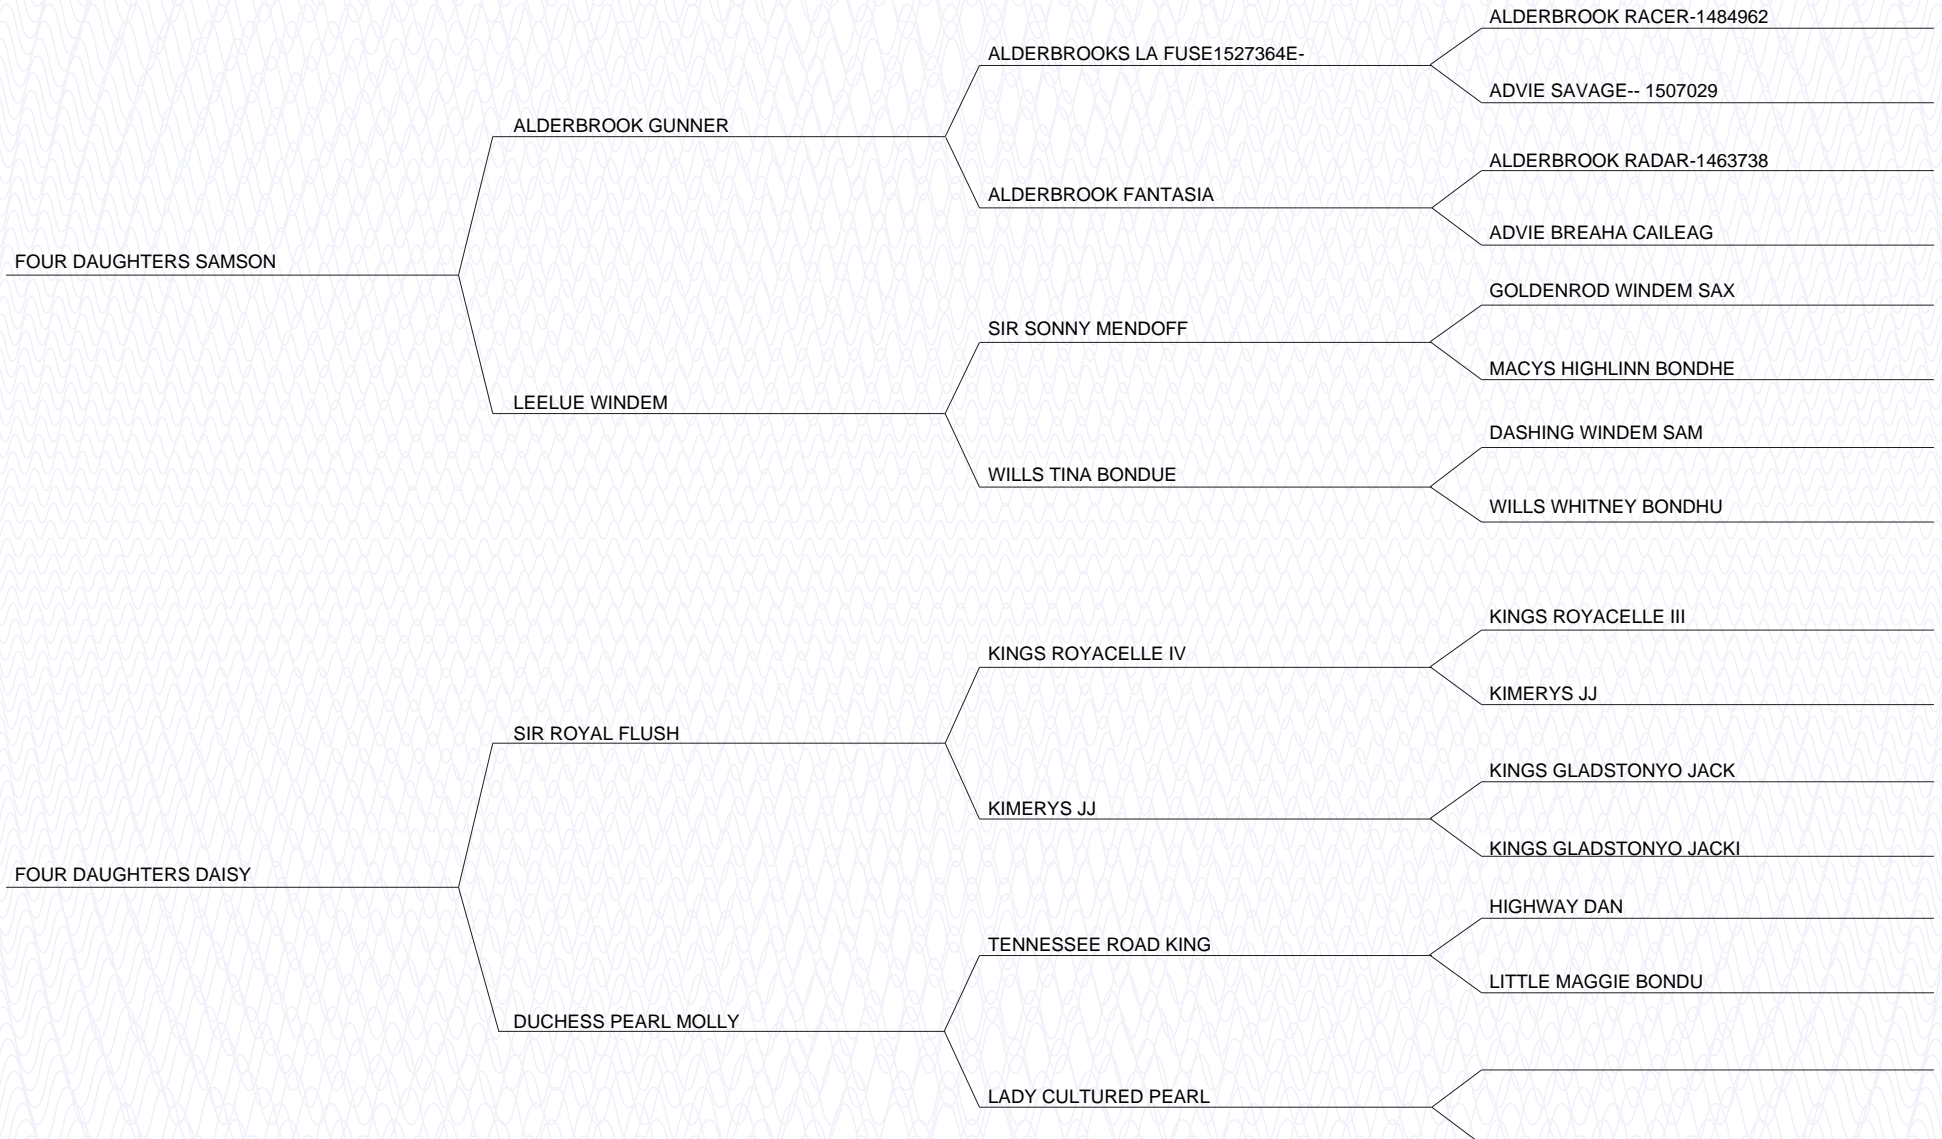 ALDERBROOK RACER-1484962
ALDERBROOKS LA FUSE1527364E-
ADVIE SAVAGE-- 1507029
ALDERBROOK GUNNER
ALDERBROOK RADAR-1463738
ALDERBROOK FANTASIA
ADVIE BREAHA CAILEAG
FOUR DAUGHTERS SAMSON
GOLDENROD WINDEM SAX
SIR SONNY MENDOFF
MACYS HIGHLINN BONDHE
LEELUE WINDEM
DASHING WINDEM SAM
WILLS TINA BONDUE
WILLS WHITNEY BONDHU
KINGS ROYACELLE III
KINGS ROYACELLE IV
KIMERYS JJ
SIR ROYAL FLUSH
KINGS GLADSTONYO JACK
KIMERYS JJ
KINGS GLADSTONYO JACKI
FOUR DAUGHTERS DAISY
HIGHWAY DAN
TENNESSEE ROAD KING
LITTLE MAGGIE BONDU
DUCHESS PEARL MOLLY
LADY CULTURED PEARL